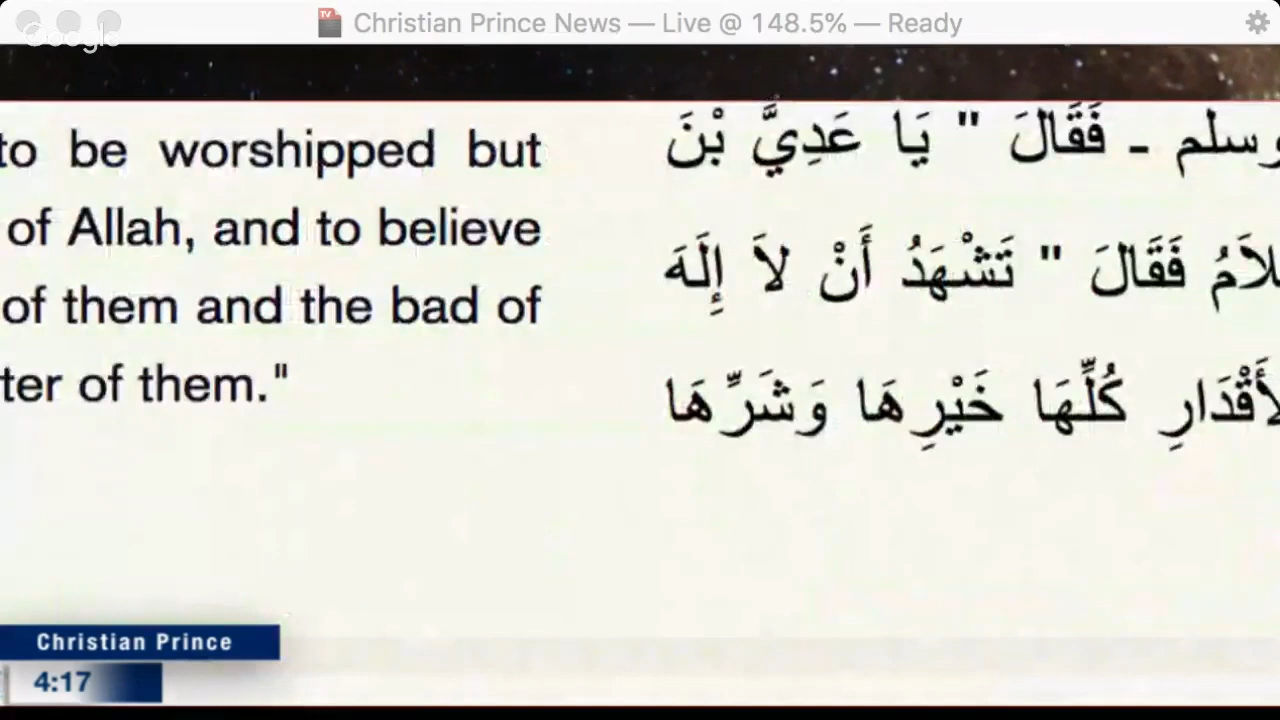 Christian Prince News — Live @ 148.5% — Ready
Google
to be worshipped but
of Allah, and to believe
of them and the bad of
ter of them."
وسلم ـ فَقَالَ " يَا عَدِيَّ بْنَ
فَقَالَ " تَشْهَدُ أَنْ لاَ إِلَهَ
لأَقْدَارِ كُلِّهَا خَيْرِهَا وَشَرِّهَا
Christian Prince
4:17